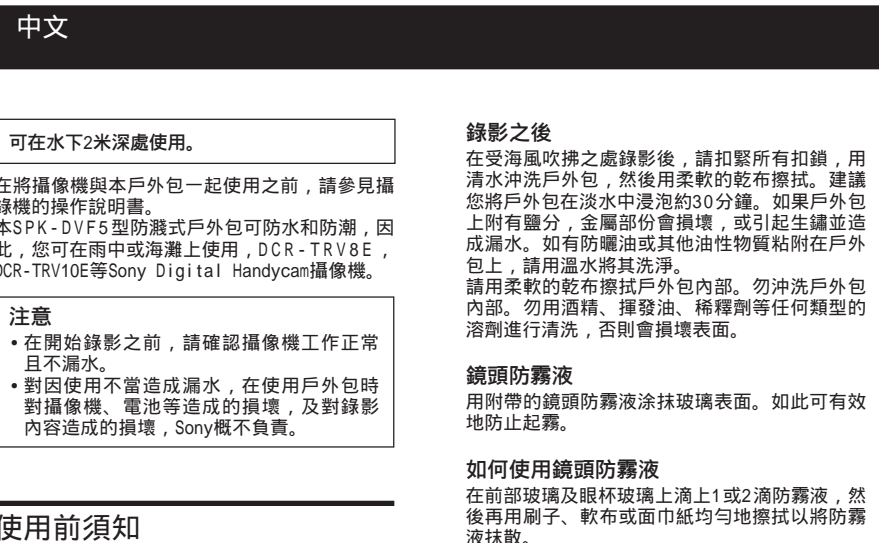 中文
可在水下2米深處使用。
在將攝像機與本戶外包一起使用之前，請參見攝
錄機的操作說明書。
本SPK-DVF5型防濺式戶外包可防水和防潮，因
此，您可在雨中或海灘上使用，DCR-TRV8E，
DCR-TRV10E等Sony Digital Handycam攝像機。
注意
•在開始錄影之前，請確認攝像機工作正常
且不漏水。
•對因使用不當造成漏水，在使用戶外包時
對攝像機、電池等造成的損壞，及對錄影
內容造成的損壞，Sony概不負責。
使用前須知
錄影之後
在受海風吹拂之處錄影後，請扣緊所有扣鎖，用
清水沖洗戶外包，然後用柔軟的乾布擦拭。建議
您將戶外包在淡水中浸泡約30分鐘。如果戶外包
上附有鹽分，金屬部份會損壞，或引起生鏽並造
成漏水。如有防曬油或其他油性物質粘附在戶外
包上，請用溫水將其洗淨。
請用柔軟的乾布擦拭戶外包內部。勿沖洗戶外包
內部。勿用酒精、揮發油、稀釋劑等任何類型的
溶劑進行清洗，否則會損壞表面。
鏡頭防霧液
用附帶的鏡頭防霧液涂抹玻璃表面。如此可有效
地防止起霧。
如何使用鏡頭防霧液
在前部玻璃及眼杯玻璃上滴上1或2滴防霧液，然
後再用刷子、軟布或面巾紙均勻地擦拭以將防霧
液抹散。